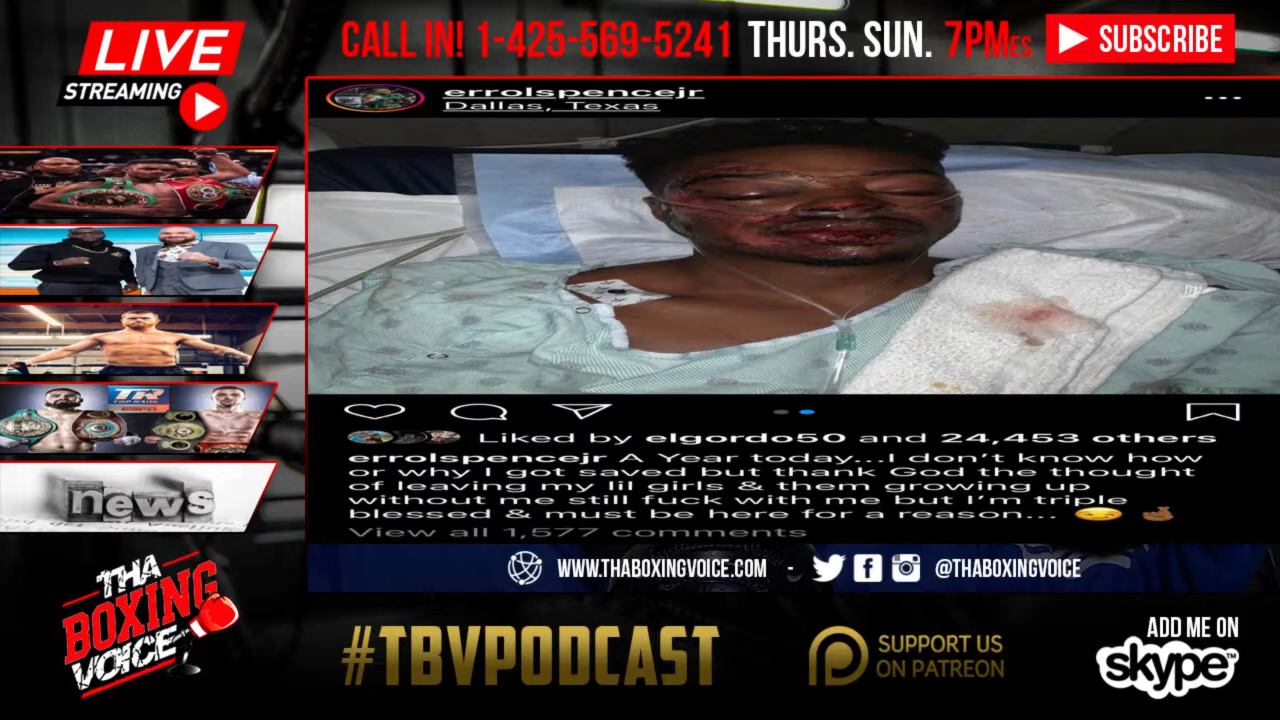 LIVE
STREAMING
CALL IN! 1-425-569-5241 THURS. SUN. 7PMES
SUBSCRIBE
errolspencejr
Dallas, Texas
Liked by elgordo50 and 24,453 others
errolspencejr A Year today...I don't know how
or why I got saved but thank God the thought
of leaving my lil girls & them growing up
without me still fuck with me but I'm triple
blessed & must be here for a reason... 😏 🤞🏾
View all 1,577 comments
TR
TOP RANK
news
WWW.THABOXINGVOICE.COM - @THABOXINGVOICE
THA
BOXING
VOICE
#TBVPODCAST
SUPPORT US
ON PATREON
ADD ME ON
skype™